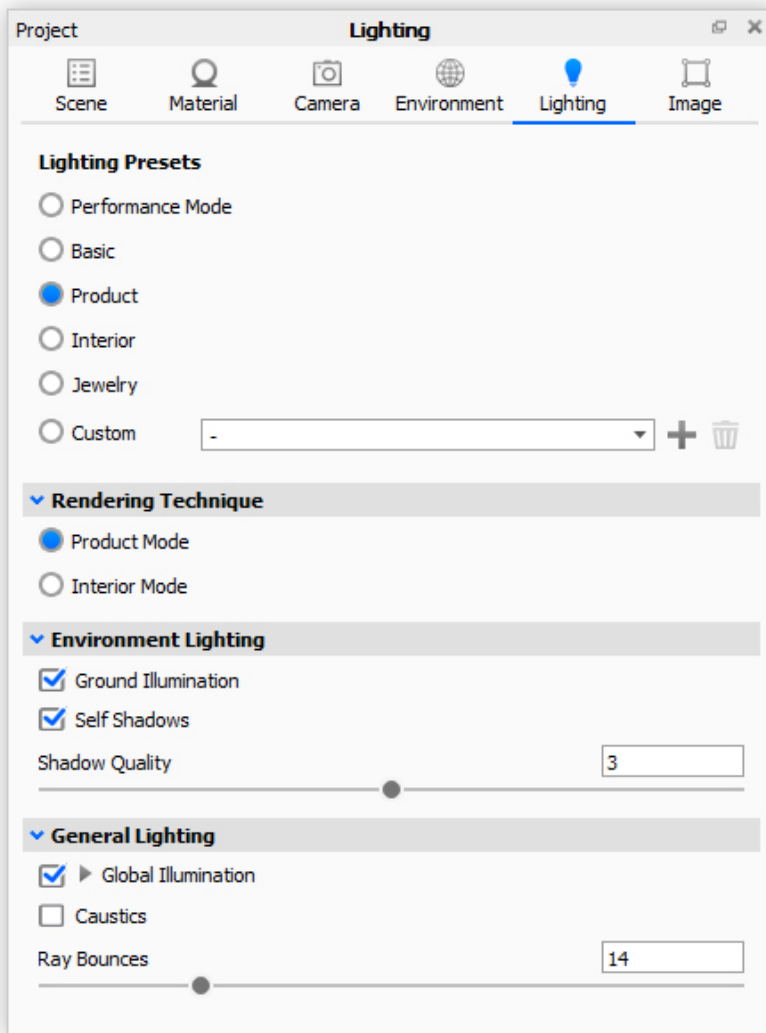 Project Lighting
Scene Material Camera Environment Lighting Image
Lighting Presets
Performance Mode
Basic
Product
Interior
Jewelry
Custom -
Rendering Technique
Product Mode
Interior Mode
Environment Lighting
Ground Illumination
Self Shadows
Shadow Quality 3
General Lighting
Global Illumination
Caustics
Ray Bounces 14